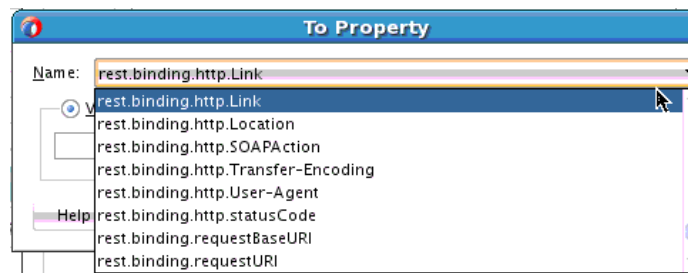 To Property
Name: rest.binding.http.Link
rest.binding.http.Link
rest.binding.http.Location
rest.binding.http.SOAPAction
rest.binding.http.Transfer-Encoding
rest.binding.http.User-Agent
Help rest.binding.http.statusCode
rest.binding.requestBaseURI
rest.binding.requestURI